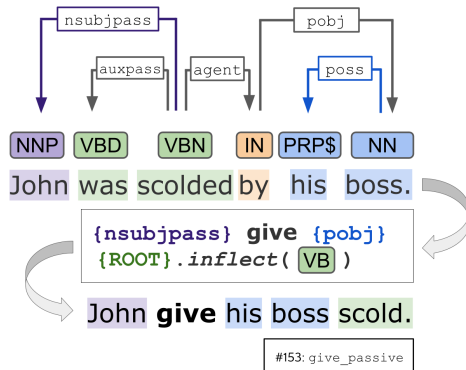 nsubjpass pobj
auxpass agent poss
NNP VBD VBN IN PRP$ NN
John was scolded by his boss.
{nsubjpass} give {pobj}
{ROOT}.inflect( VB )
John give his boss scold.
#153: give_passive